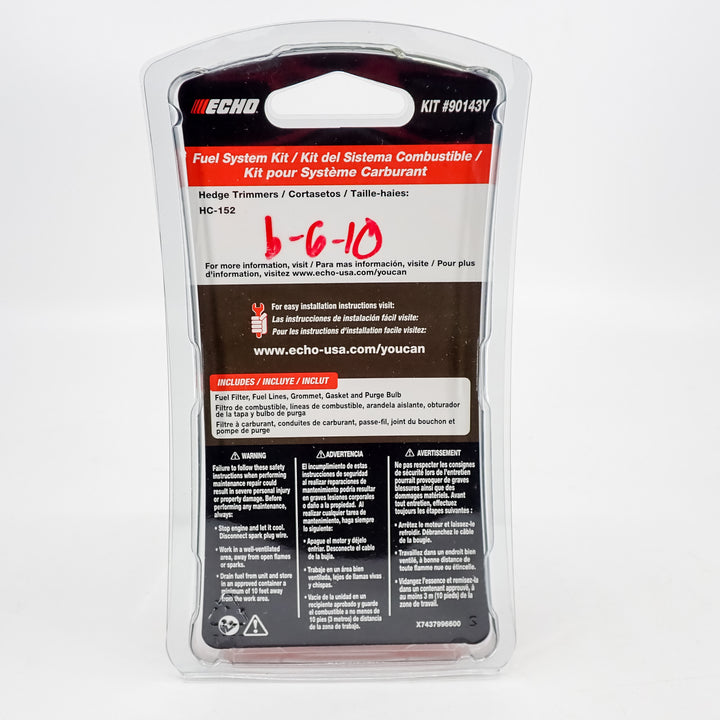 ECHO
KIT #90143Y
Fuel System Kit / Kit del Sistema Combustible /
Kit pour Système Carburant
Hedge Trimmers / Cortasetos / Taille-haies:
HC-152
b-6-10
For more information, visit / Para mas información, visite / Pour plus
d'information, visitez www.echo-usa.com/youcan
For easy installation instructions visit:
Las instrucciones de instalación fácil visite:
Pour les instructions d'installation facile visitez:
www.echo-usa.com/youcan
INCLUDES / INCLUYE / INCLUT
Fuel Filter, Fuel Lines, Grommet, Gasket and Purge Bulb
Filtro de combustible, lineas de combustible, arandela aislante, obturador
de la tapa y bulbo de purga
Filtre à carburant, conduites de carburant, passe-fil, joint du bouchon et
pompe de purge
WARNING
Failure to follow these safety
instructions when performing
maintenance repair could
result in severe personal injury
or property damage. Before
performing any maintenance,
always:
• Stop engine and let it cool.
Disconnect spark plug wire.
• Work in a well-ventilated
area, away from open flames
or sparks.
• Drain fuel from unit and store
in an approved container a
minimum of 10 feet away
from the work area.
ADVERTENCIA
El incumplimiento de estas
instrucciones de seguridad
al realizar reparaciones de
mantenimiento podría resultar
en graves lesiones corporales
o daño a la propiedad. Al
realizar cualquier tarea de
mantenimiento, haga siempre
lo siguiente:
• Apague el motor y déjelo
enfriar. Desconecte el cable
de la bujía.
• Trabaje en un área bien
ventilada, lejos de llamas vivas
y chispas.
• Vacíe de la unidad en un
recipiente aprobado y guarde
el combustible a no menos de
10 pies (3 metros) de distancia
de la zona de trabajo.
AVERTISSEMENT
Ne pas respecter les consignes
de sécurité lors de l'entretien
pourrait provoquer de graves
blessures ainsi que des
dommages matériels. Avant
tout entretien, effectuez
toujours les étapes suivantes :
• Arrêtez le moteur et laissez-le
refroidir. Débranchez le câble
de la bougie.
• Travaillez dans un endroit bien
ventilé, à bonne distance de
toute flamme nue ou étincelle.
• Vidangez l'essence et remisez-la
dans un contenant approuvé, à
au moins 3 m (10 pieds) de la
zone de travail.
X7437996600
3